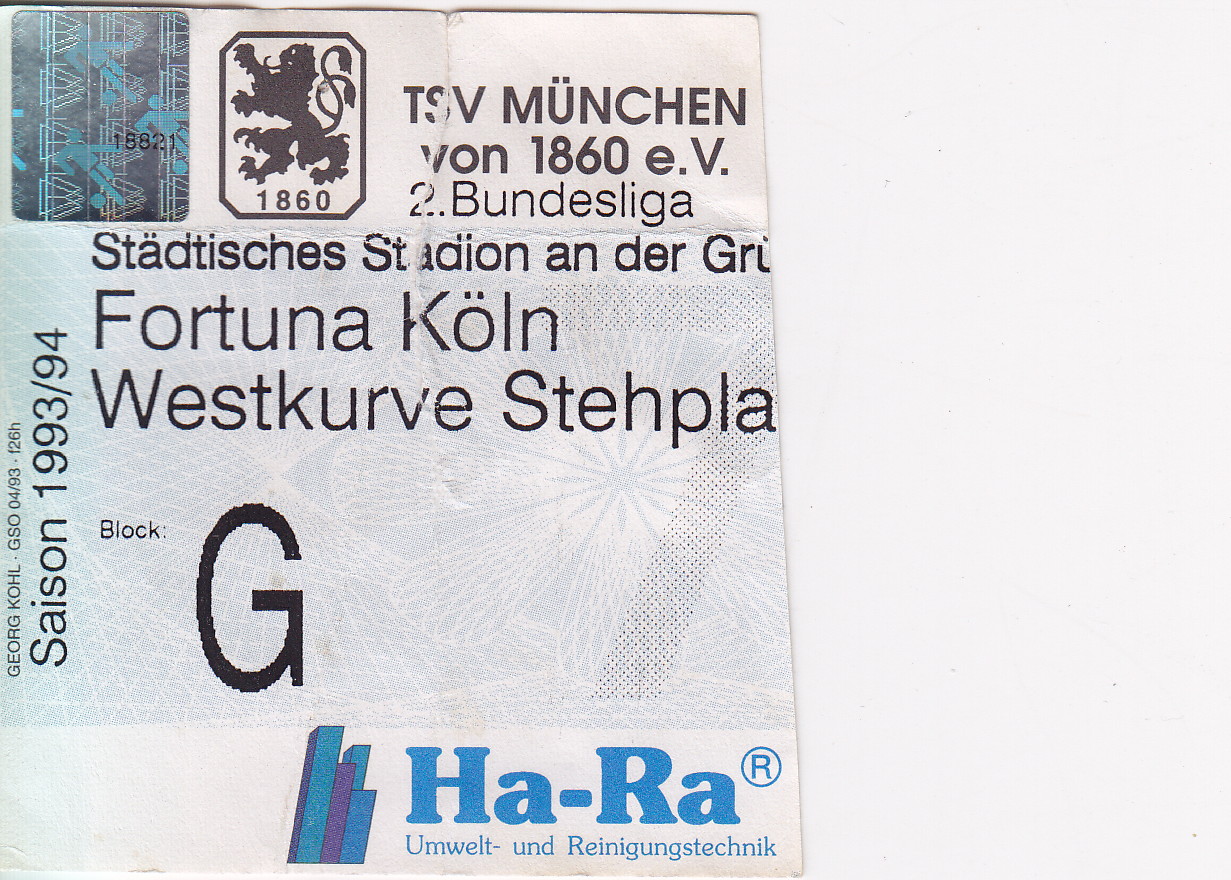 18821
1860
TSV MÜNCHEN
von 1860 e.V.
2.Bundesliga
Städtisches Stadion an der Grü
Fortuna Köln
Westkurve Stehpla
Block:
G
Saison 1993/94
GEORG KOHL · GSO 04/93 · f26h
Ha-Ra®
Umwelt- und Reinigungstechnik